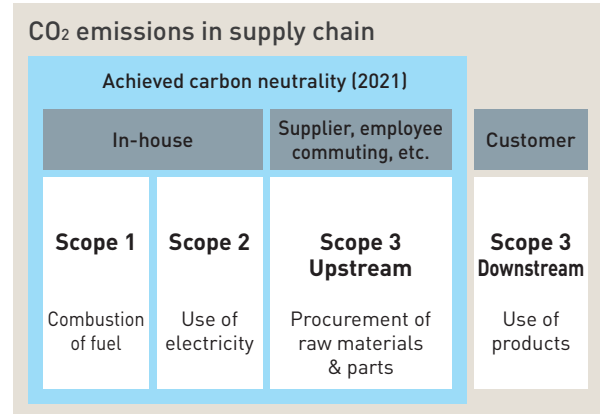 CO₂ emissions in supply chain
Achieved carbon neutrality (2021)
In-house
Supplier, employee
commuting, etc.
Customer
Scope 1
Combustion
of fuel
Scope 2
Use of
electricity
Scope 3
Upstream
Procurement of
raw materials
& parts
Scope 3
Downstream
Use of
products